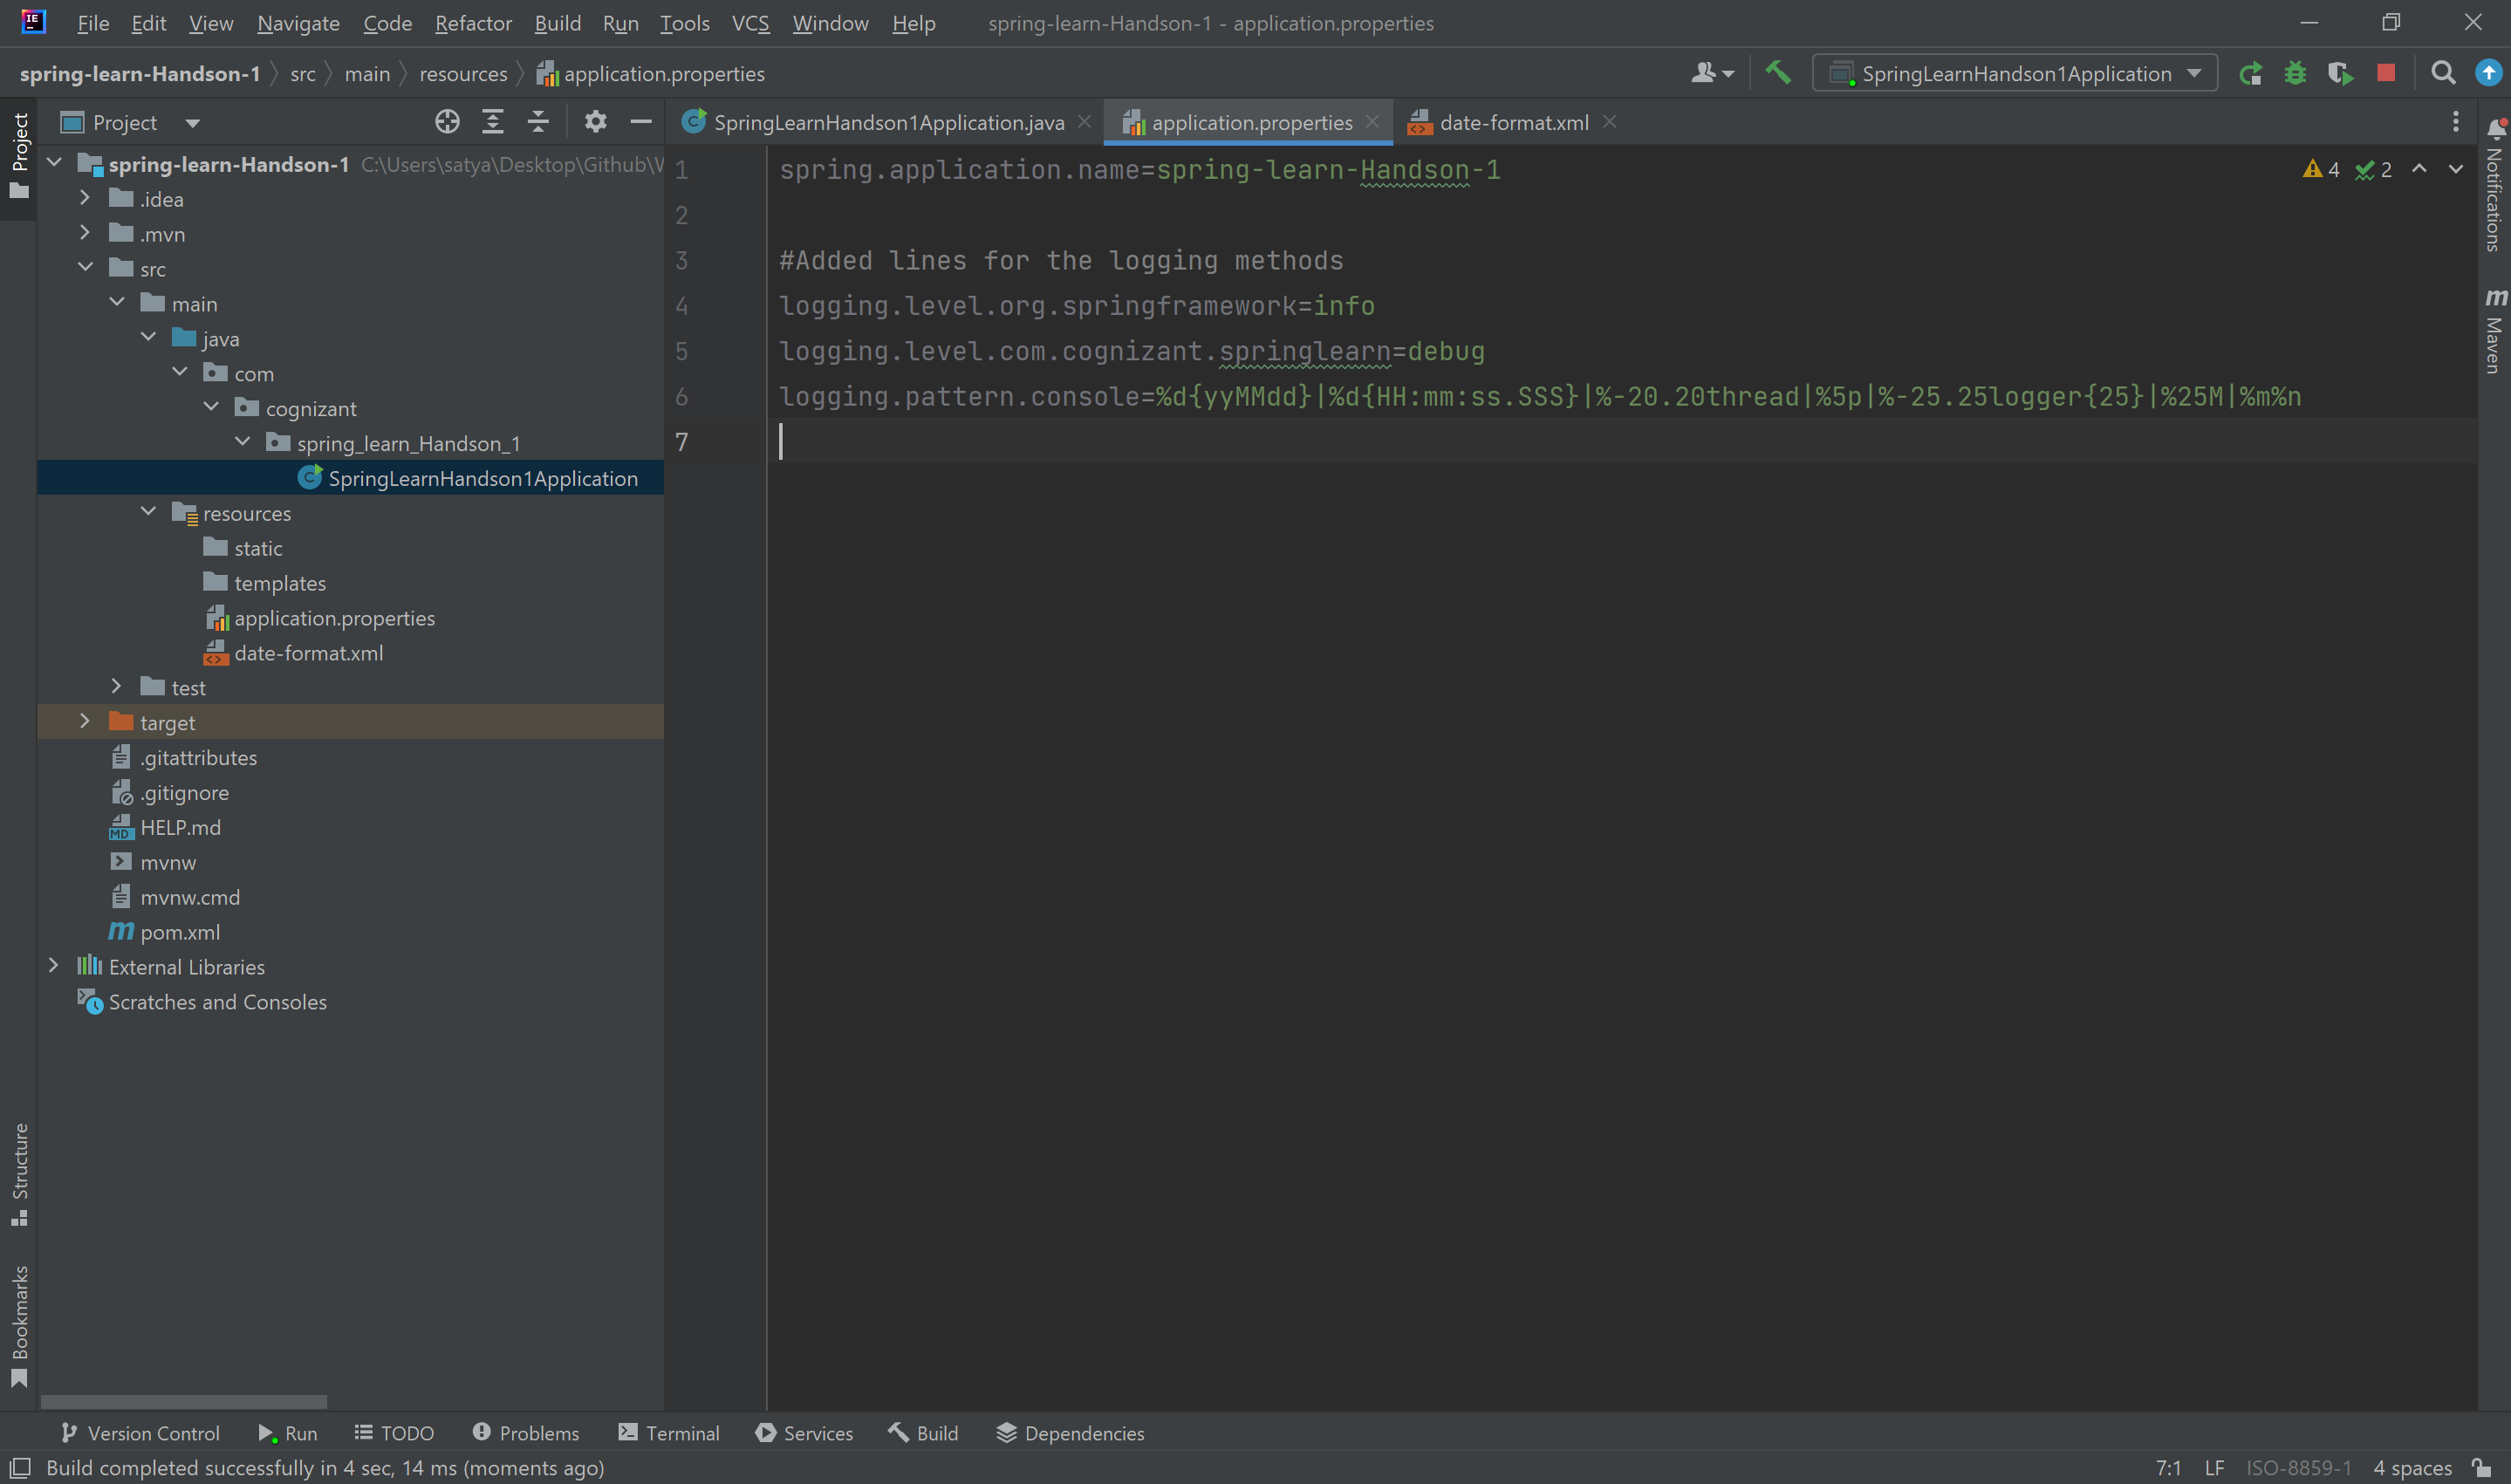 File Edit View Navigate Code Refactor Build Run Tools VCS Window Help spring-learn-Handson-1 - application.properties
spring-learn-Handson-1 src main resources application.properties SpringLearnHandson1Application
Project
Project
SpringLearnHandson1Application.java application.properties date-format.xml
spring-learn-Handson-1 C:\Users\satya\Desktop\Github\
.idea
.mvn
src
main
java
com
cognizant
spring_learn_Handson_1
SpringLearnHandson1Application
resources
static
templates
application.properties
date-format.xml
test
target
.gitattributes
.gitignore
HELP.md
mvnw
mvnw.cmd
pom.xml
External Libraries
Scratches and Consoles
Structure
Bookmarks
1 spring.application.name=spring-learn-Handson-1
2
3 #Added lines for the logging methods
4 logging.level.org.springframework=info
5 logging.level.com.cognizant.springlearn=debug
6 logging.pattern.console=%d{yyMMdd}|%d{HH:mm:ss.SSS}|%-20.20thread|%5p|%-25.25logger{25}|%25M|%m%n
7
4 2
Notifications
Maven
Version Control Run TODO Problems Terminal Services Build Dependencies
Build completed successfully in 4 sec, 14 ms (moments ago) 7:1 LF ISO-8859-1 4 spaces